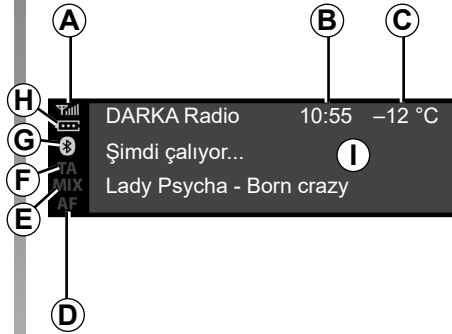 A B C
H
G
F
E
D
I
DARKA Radio 10:55 –12 °C
Şimdi çalıyor...
Lady Psycha - Born crazy
TA
MIX
AF